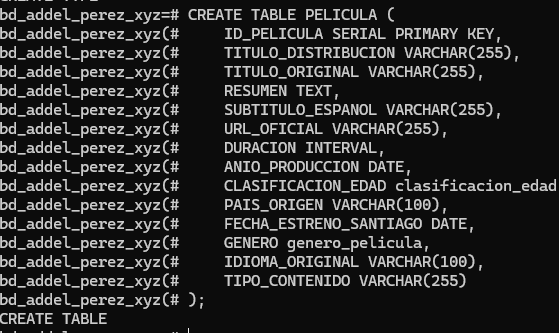 bd_addel_perez_xyz=# CREATE TABLE PELICULA (
bd_addel_perez_xyz(#     ID_PELICULA SERIAL PRIMARY KEY,
bd_addel_perez_xyz(#     TITULO_DISTRIBUCION VARCHAR(255),
bd_addel_perez_xyz(#     TITULO_ORIGINAL VARCHAR(255),
bd_addel_perez_xyz(#     RESUMEN TEXT,
bd_addel_perez_xyz(#     SUBTITULO_ESPANOL VARCHAR(255),
bd_addel_perez_xyz(#     URL_OFICIAL VARCHAR(255),
bd_addel_perez_xyz(#     DURACION INTERVAL,
bd_addel_perez_xyz(#     ANIO_PRODUCCION DATE,
bd_addel_perez_xyz(#     CLASIFICACION_EDAD clasificacion_edad
bd_addel_perez_xyz(#     PAIS_ORIGEN VARCHAR(100),
bd_addel_perez_xyz(#     FECHA_ESTRENO_SANTIAGO DATE,
bd_addel_perez_xyz(#     GENERO genero_pelicula,
bd_addel_perez_xyz(#     IDIOMA_ORIGINAL VARCHAR(100),
bd_addel_perez_xyz(#     TIPO_CONTENIDO VARCHAR(255)
bd_addel_perez_xyz(# );
CREATE TABLE
bd_addel_perez_xyz=#